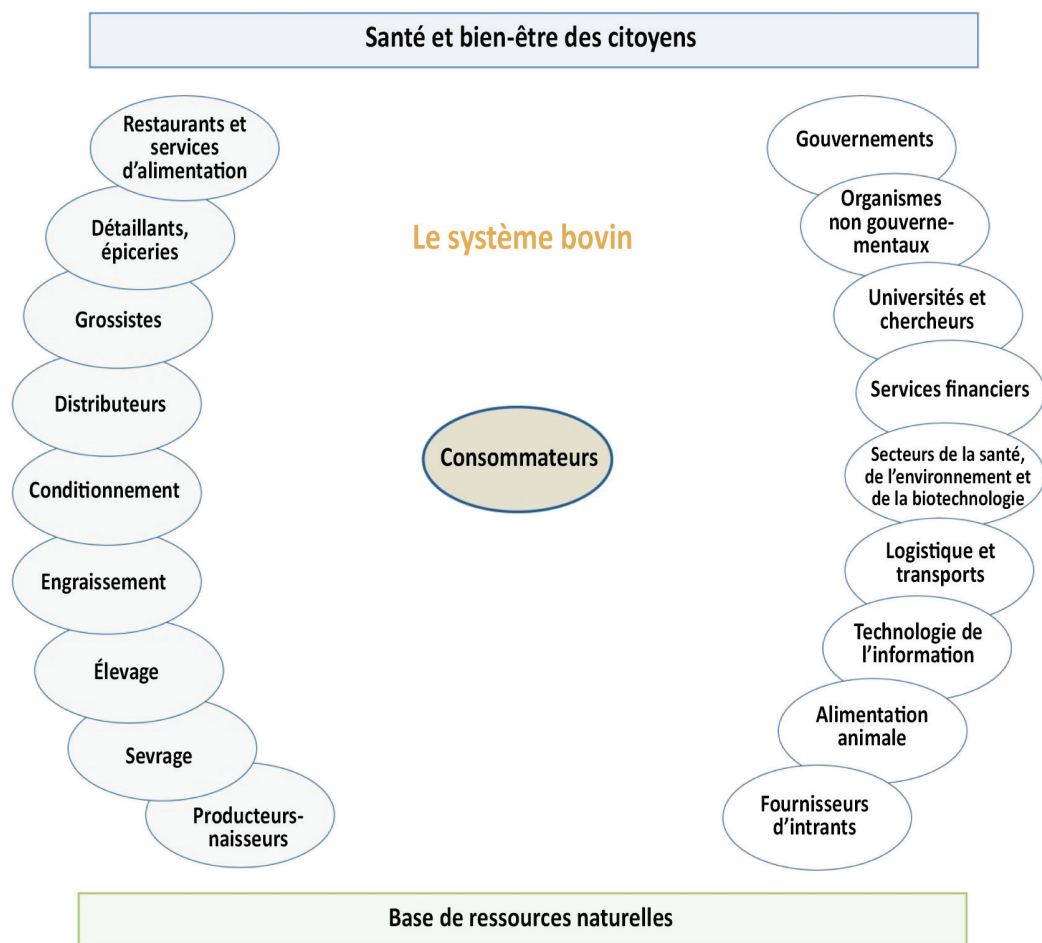 Santé et bien-être des citoyens
Restaurants et
services
d’alimentation
Détaillants,
épiceries
Grossistes
Distributeurs
Conditionnement
Engraissement
Élevage
Sevrage
Producteurs-
naisseurs
Le système bovin
Consommateurs
Gouvernements
Organismes
non gouverne-
mentaux
Universités et
chercheurs
Services financiers
Secteurs de la santé,
de l’environnement et
de la biotechnologie
Logistique et
transports
Technologie de
l’information
Alimentation
animale
Fournisseurs
d’intrants
Base de ressources naturelles